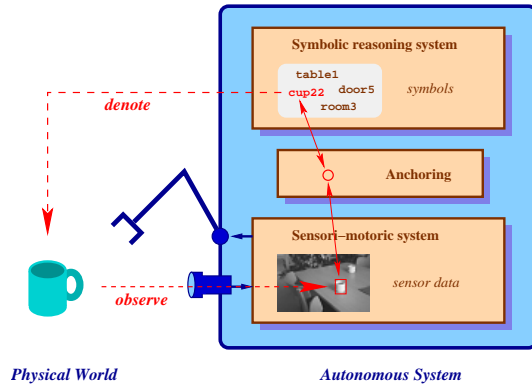 Symbolic reasoning system
table1
cup22 door5
room3
symbols
denote
Anchoring
Sensori–motoric system
sensor data
observe
Physical World
Autonomous System